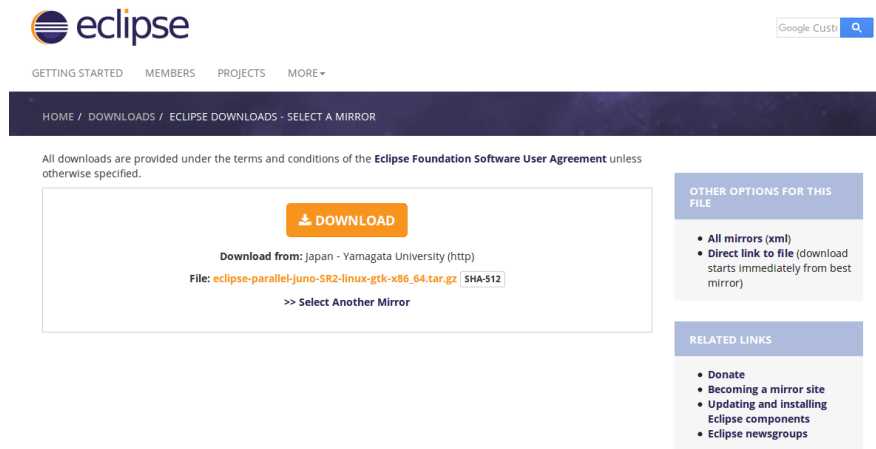 eclipse
Google Cust
GETTING STARTED MEMBERS PROJECTS MORE
HOME / DOWNLOADS / ECLIPSE DOWNLOADS - SELECT A MIRROR
All downloads are provided under the terms and conditions of the Eclipse Foundation Software User Agreement unless
otherwise specified.
DOWNLOAD
Download from: Japan - Yamagata University (http)
File: eclipse-parallel-juno-SR2-linux-gtk-x86_64.tar.gz SHA-512
>> Select Another Mirror
OTHER OPTIONS FOR THIS
FILE
• All mirrors (xml)
• Direct link to file (download
starts immediately from best
mirror)
RELATED LINKS
• Donate
• Becoming a mirror site
• Updating and installing
Eclipse components
• Eclipse newsgroups